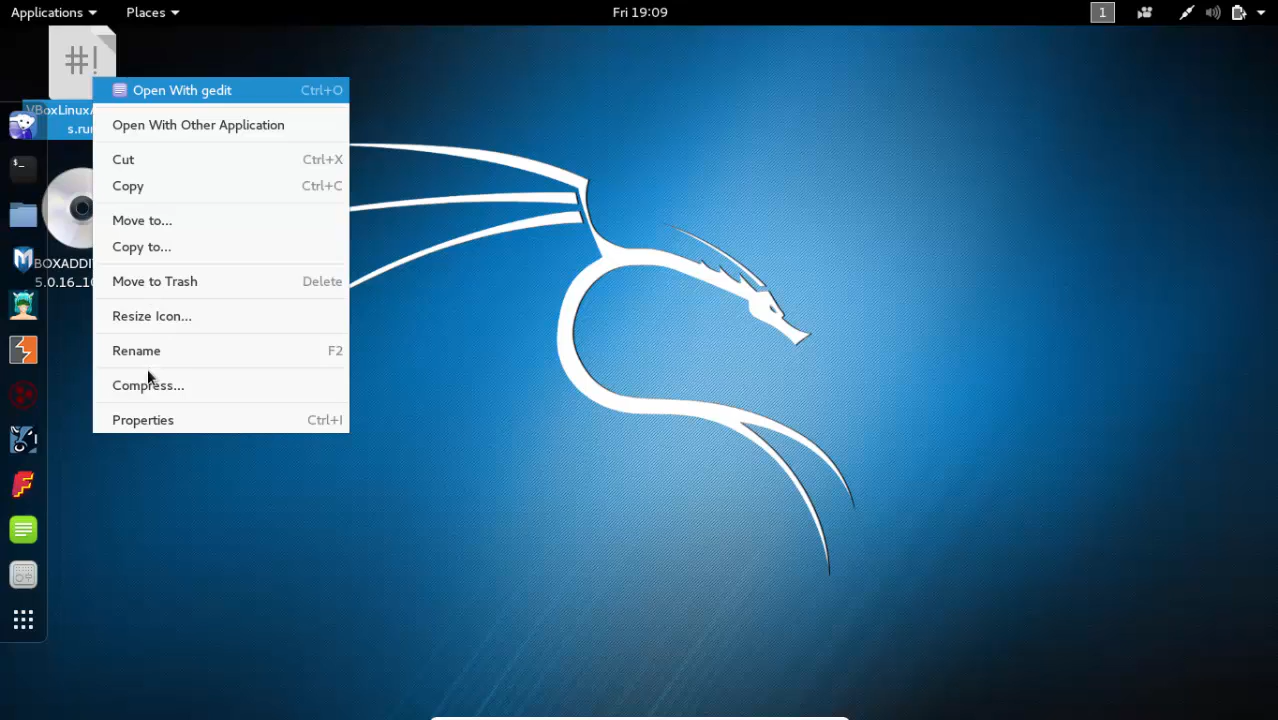 Applications
Places
Fri 19:09
1
#!
VBoxLinux
s.run
Open With gedit Ctrl+O
Open With Other Application
Cut Ctrl+X
Copy Ctrl+C
Move to...
Copy to...
Move to Trash Delete
Resize Icon...
Rename F2
Compress...
Properties Ctrl+I
BOXADDI
5.0.16_10
$_